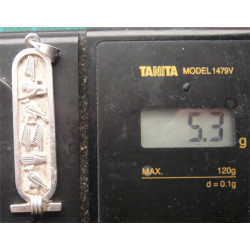 TANITA MODEL 1479V
5.3 g
MAX. 120g
d = 0.1g